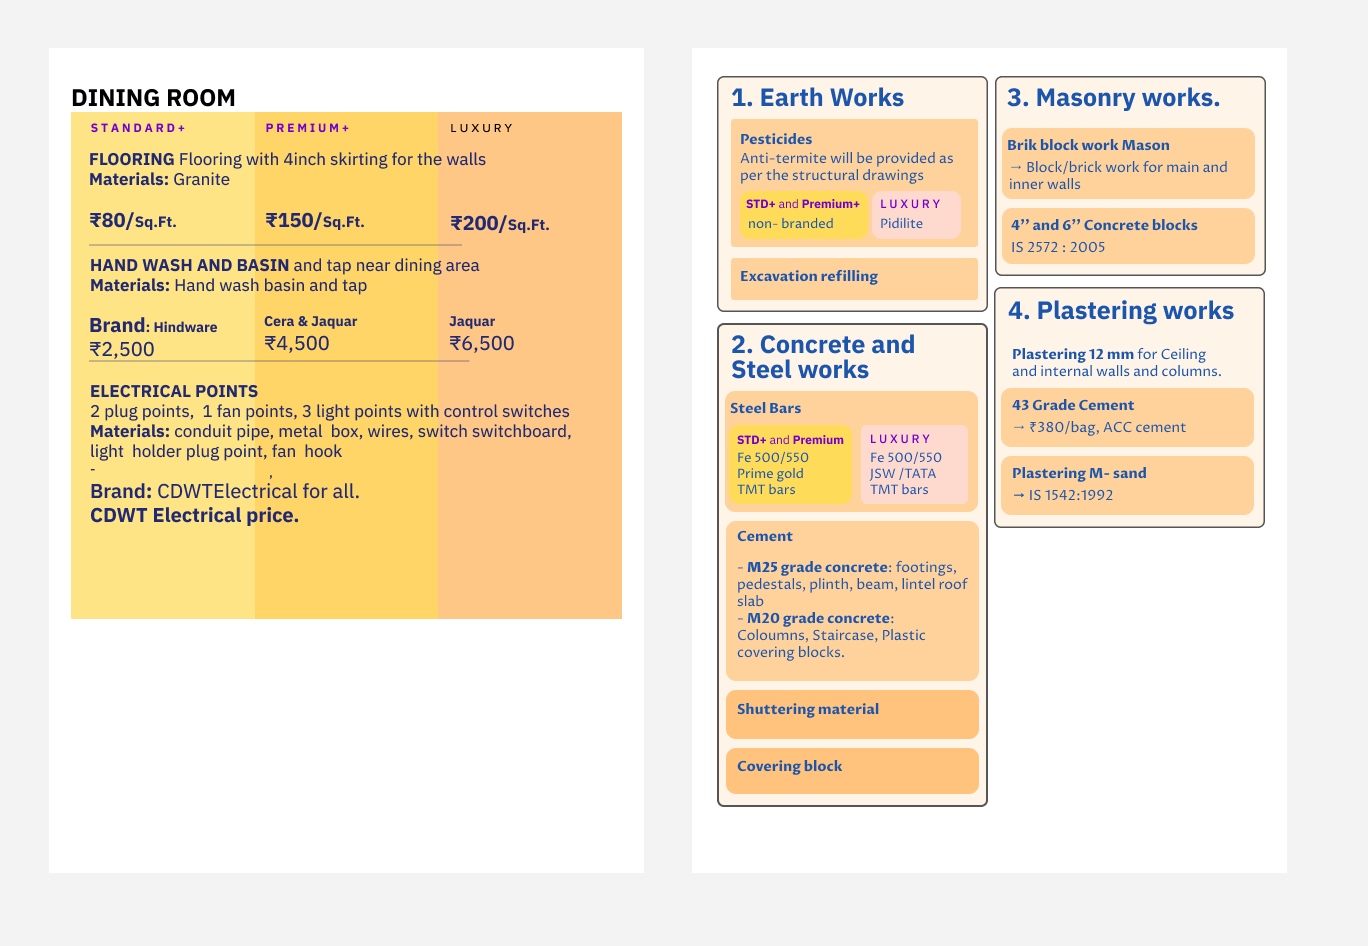 DINING ROOM
STANDARD+ PREMIUM+ LUXURY
FLOORING Flooring with 4inch skirting for the walls
Materials: Granite
₹80/Sq.Ft. ₹150/Sq.Ft. ₹200/Sq.Ft.
HAND WASH AND BASIN and tap near dining area
Materials: Hand wash basin and tap
Brand: Hindware Cera & Jaquar Jaquar
₹2,500 ₹4,500 ₹6,500
ELECTRICAL POINTS
2 plug points, 1 fan points, 3 light points with control switches
Materials: conduit pipe, metal box, wires, switch switchboard,
light holder plug point, fan hook
- ,
Brand: CDWTElectrical for all.
CDWT Electrical price.
1. Earth Works
Pesticides
Anti-termite will be provided as
per the structural drawings
STD+ and Premium+ LUXURY
non- branded Pidilite
Excavation refilling
2. Concrete and
Steel works
Steel Bars
STD+ and Premium LUXURY
Fe 500/550 Fe 500/550
Prime gold JSW /TATA
TMT bars TMT bars
Cement
- M25 grade concrete: footings,
pedestals, plinth, beam, lintel roof
slab
- M20 grade concrete:
Coloumns, Staircase, Plastic
covering blocks.
Shuttering material
Covering block
3. Masonry works.
Brik block work Mason
→ Block/brick work for main and
inner walls
4’’ and 6’’ Concrete blocks
IS 2572 : 2005
4. Plastering works
Plastering 12 mm for Ceiling
and internal walls and columns.
43 Grade Cement
→ ₹380/bag, ACC cement
Plastering M- sand
→ IS 1542:1992